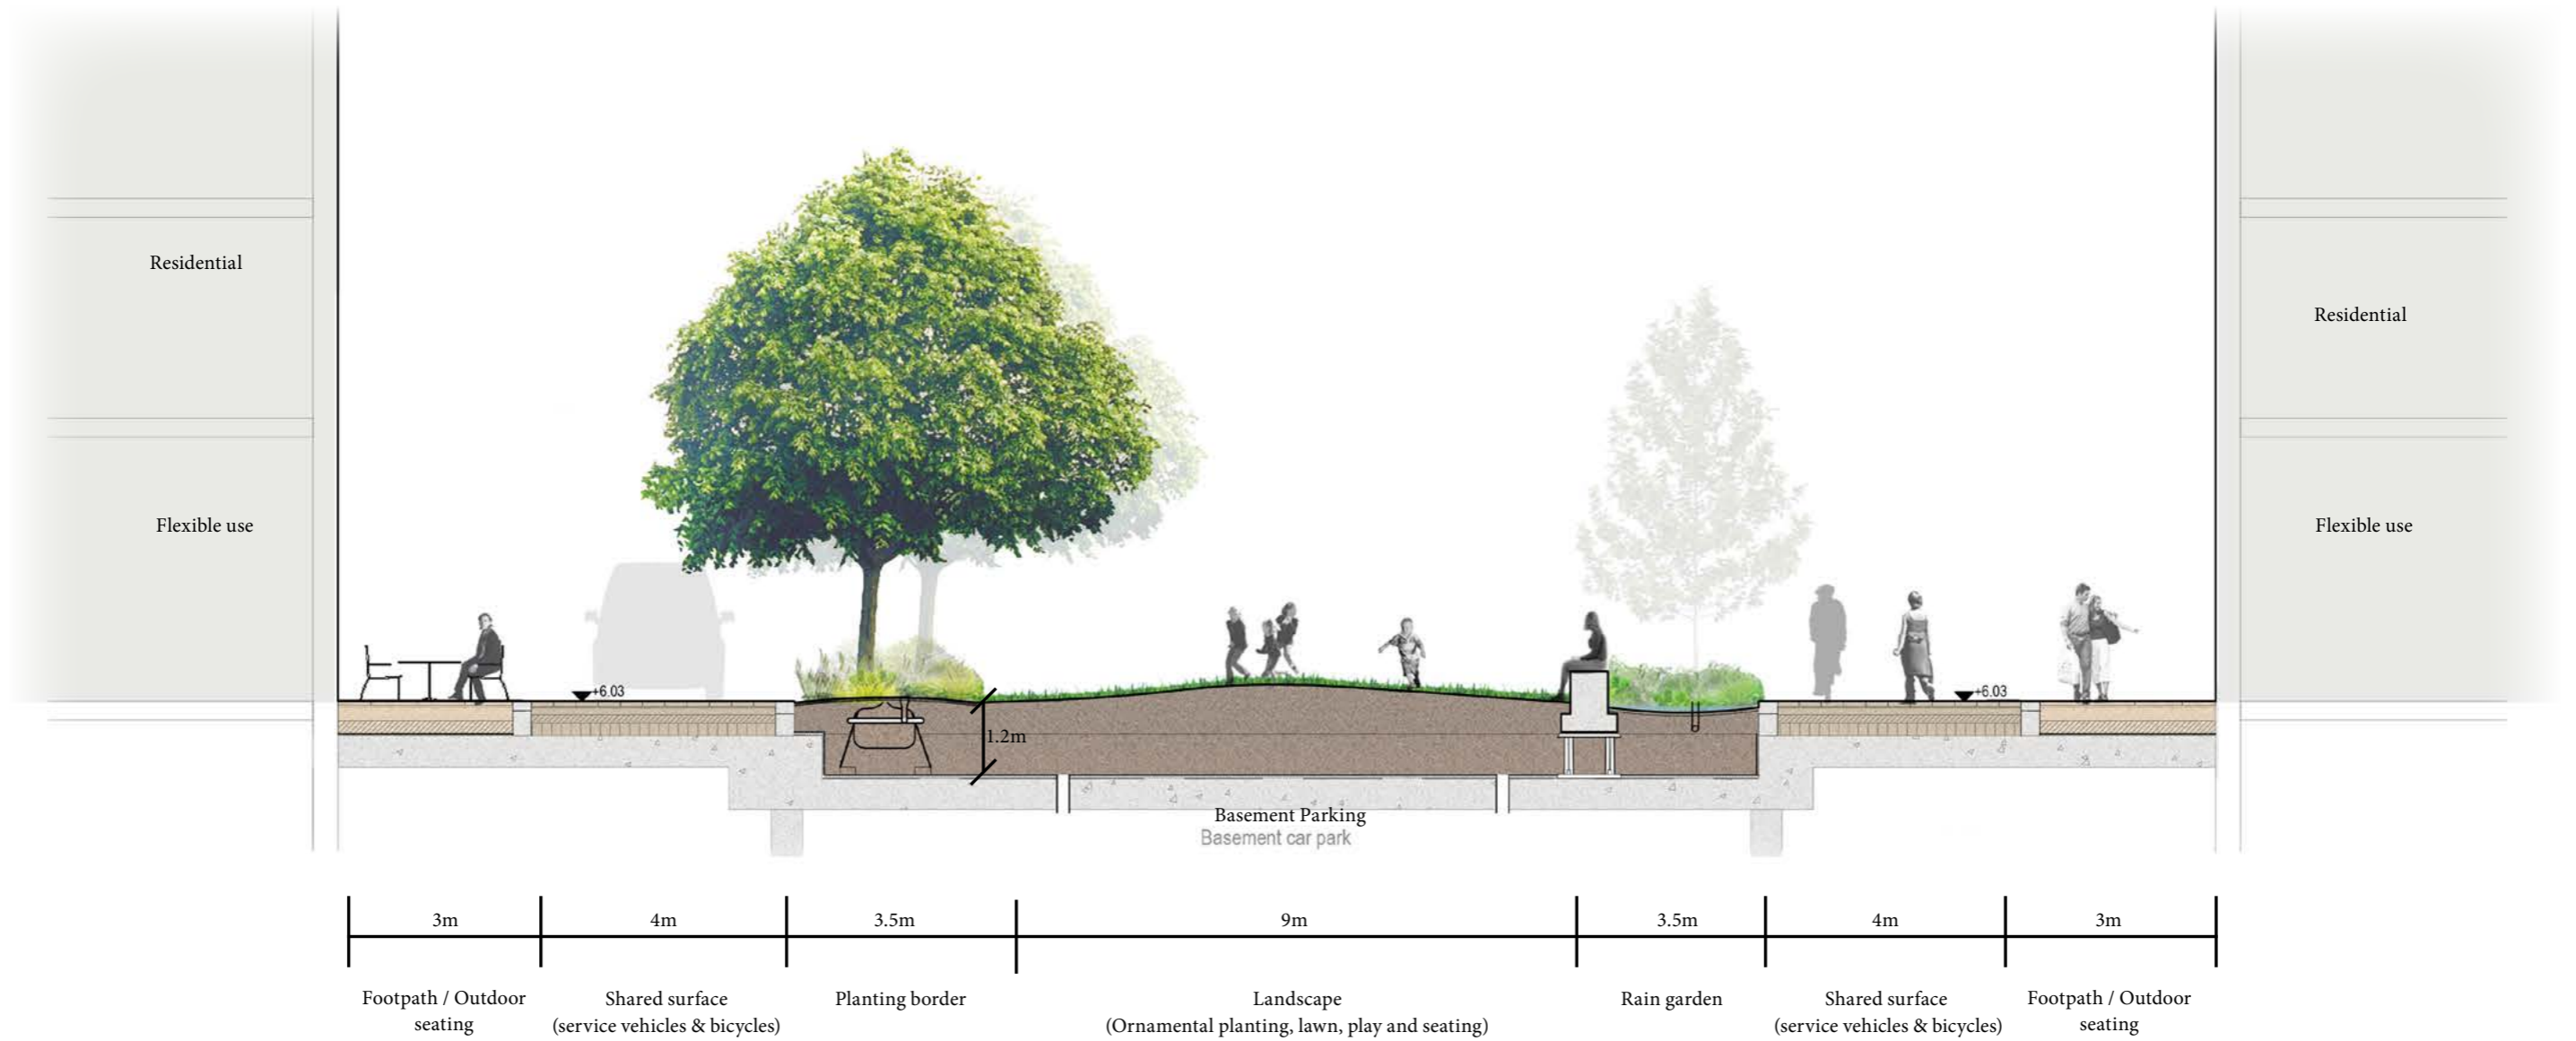 Residential
Residential
Flexible use
Flexible use
+6.03
+6.03
1.2m
Basement Parking
Basement car park
3m
4m
3.5m
9m
3.5m
4m
3m
Footpath / Outdoor
seating
Shared surface
(service vehicles & bicycles)
Planting border
Landscape
(Ornamental planting, lawn, play and seating)
Rain garden
Shared surface
(service vehicles & bicycles)
Footpath / Outdoor
seating